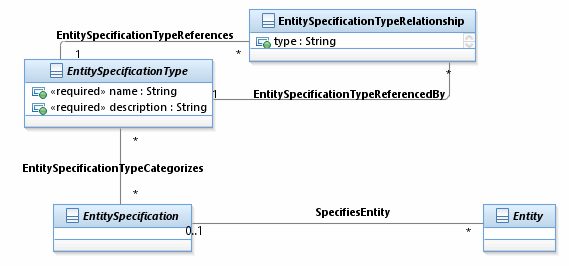 EntitySpecificationTypeRelationship
type : String
EntitySpecificationTypeReferences
1
*
EntitySpecificationType
«required» name : String
«required» description : String
1
*
EntitySpecificationTypeReferencedBy
*
EntitySpecificationTypeCategorizes
*
EntitySpecification
0..1
SpecifiesEntity
*
Entity